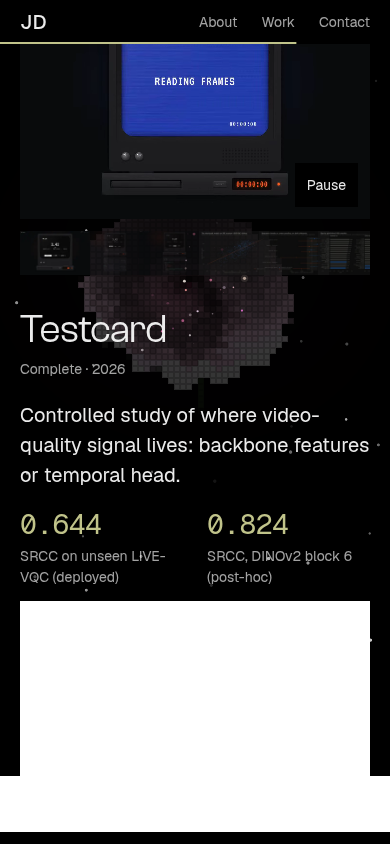 JD
About
Work
Contact
READING FRAMES
00:00:00
Pause
Testcard
Complete · 2026
Controlled study of where video-
quality signal lives: backbone features
or temporal head.
0.644
SRCC on unseen LIVE-
VQC (deployed)
0.824
SRCC, DINOv2 block 6
(post-hoc)